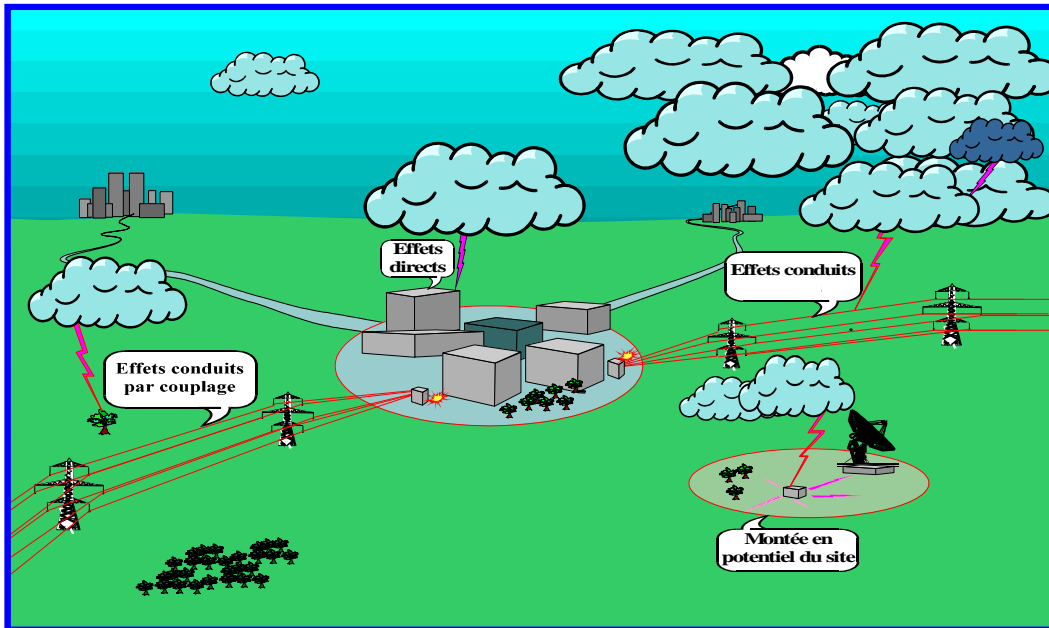 Effets
directs
Effets conduits
Effets conduits
par couplage
Montée en
potentiel du site